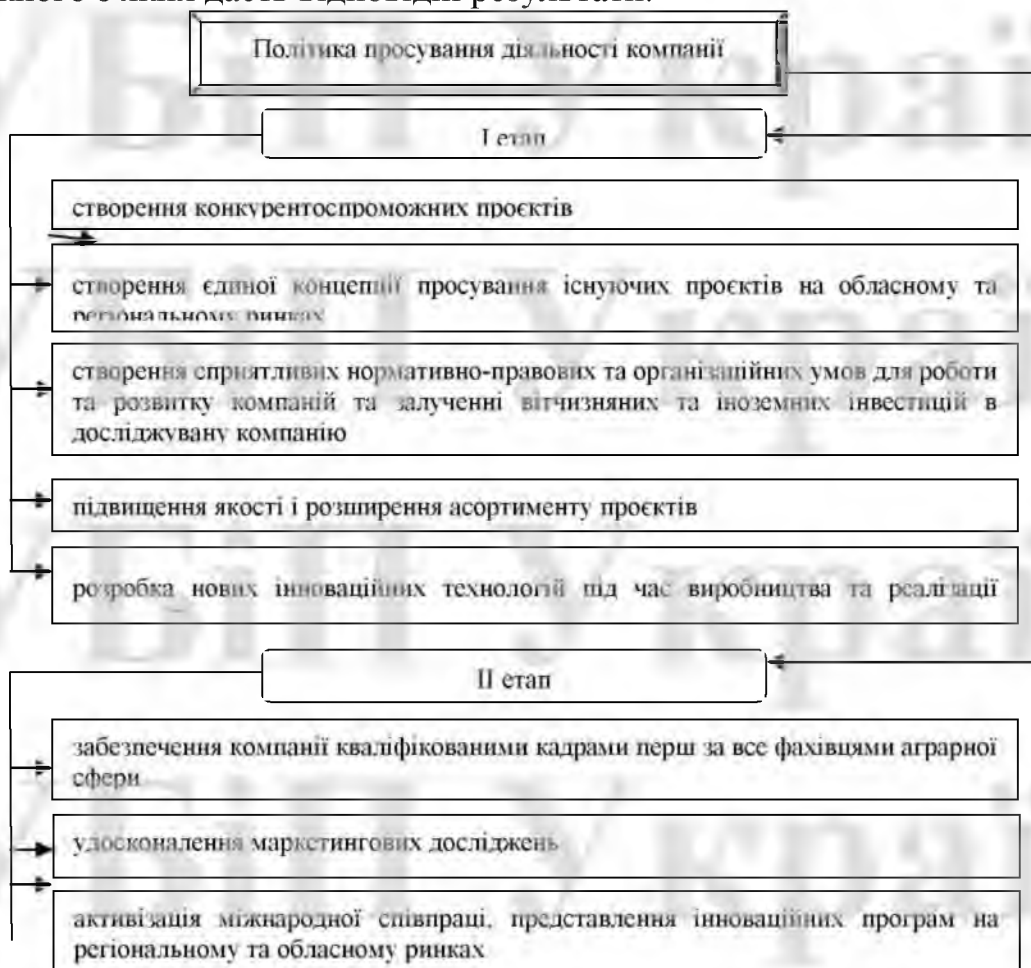 дасть відповідні результати.
Політика просування діяльності компанії
І етап
створення конкурентоспроможних проєктів
створення єдиної концепції просування існуючих проєктів на обласному та
регіональному ринках
створення сприятливих нормативно-правових та організаційних умов для роботи
та розвитку компаній та залученні вітчизняних та іноземних інвестицій в
досліджувану компанію
підвищення якості і розширення асортименту проєктів
розробка нових інноваційних технологій під час виробництва та реалізації
ІІ етап
забезпечення компанії кваліфікованими кадрами перш за все фахівцями аграрної
сфери
удосконалення маркетингових досліджень
активізація міжнародної співпраці, представлення інноваційних програм на
регіональному та обласному ринках